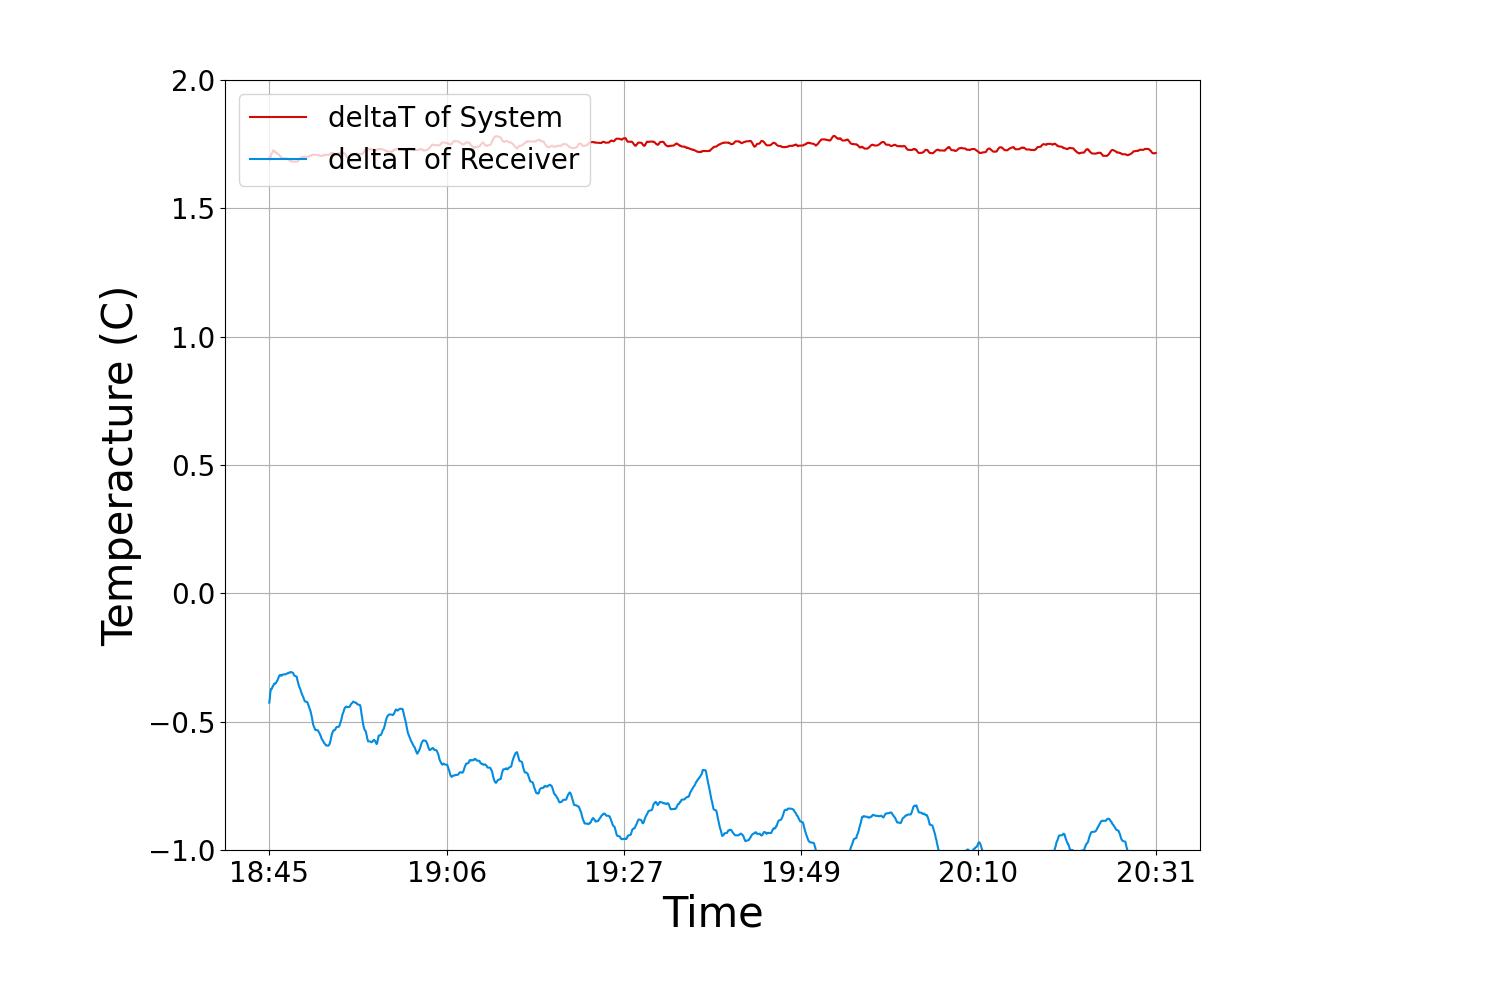 2.0
deltaT of System
deltaT of Receiver
1.5
1.0
0.5
0.0
−0.5
−1.0
Temperacture (C)
18:45 19:06 19:27 19:49 20:10 20:31
Time